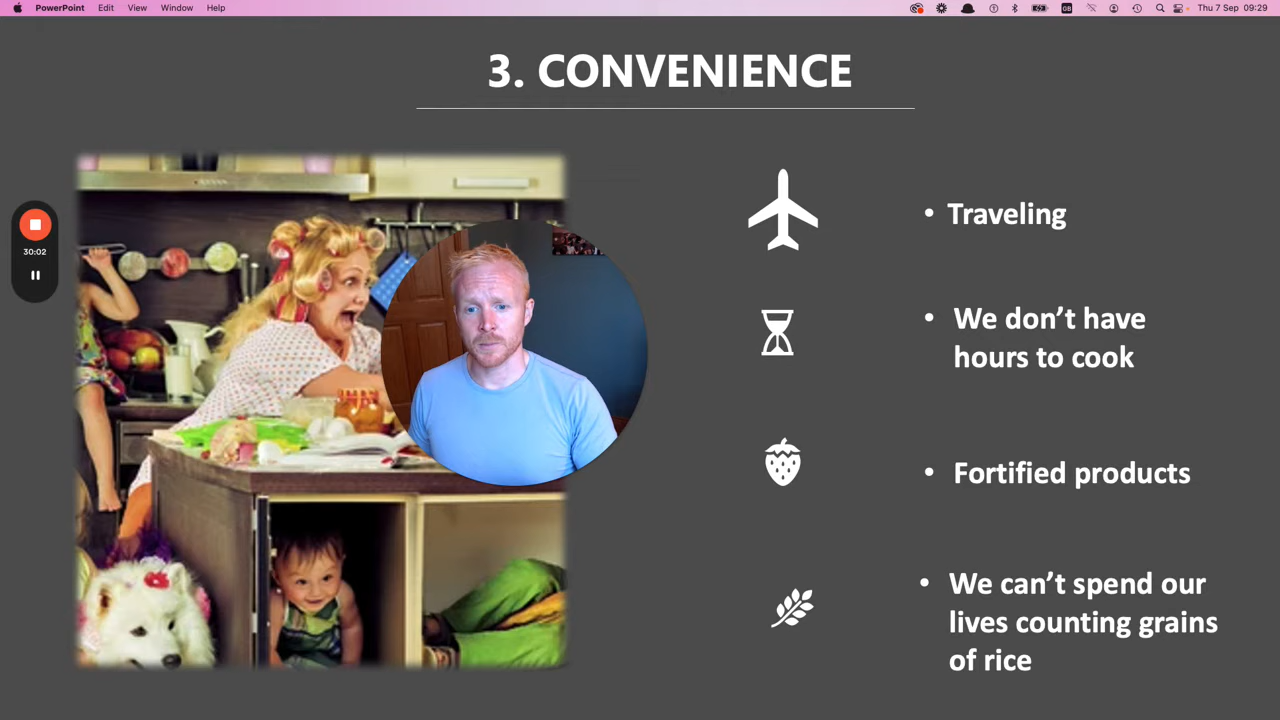 PowerPoint Edit View Window Help
Thu 7 Sep 09:29
3. CONVENIENCE
30:02
• Traveling
• We don’t have
hours to cook
• Fortified products
• We can’t spend our
lives counting grains
of rice